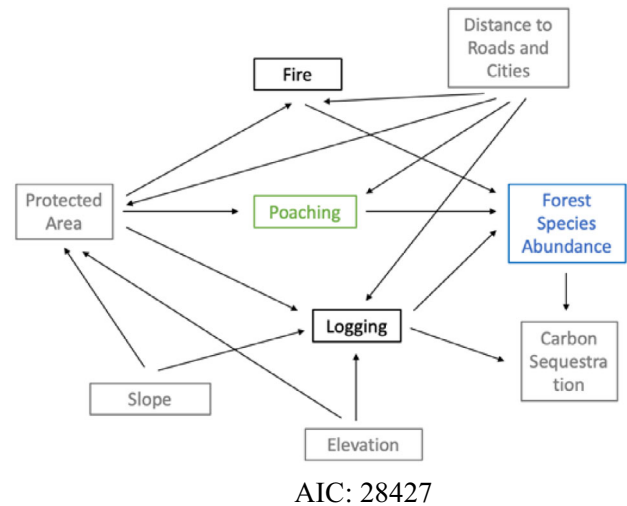 Distance to
Roads and
Cities
Fire
Protected
Area
Poaching
Forest
Species
Abundance
Logging
Carbon
Sequestra
tion
Slope
Elevation
AIC: 28427